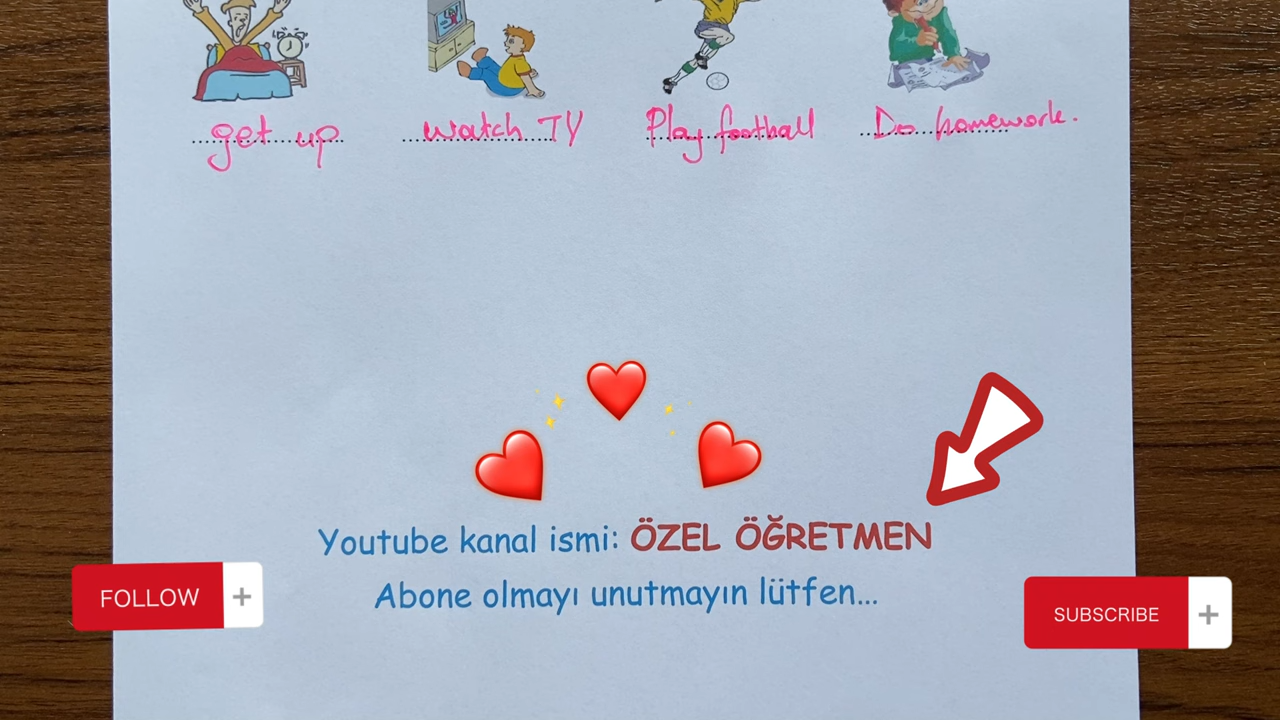 get up watch TV Play football Do homework.
Youtube kanal ismi: ÖZEL ÖĞRETMEN
FOLLOW +
Abone olmayı unutmayın lütfen...
SUBSCRIBE +